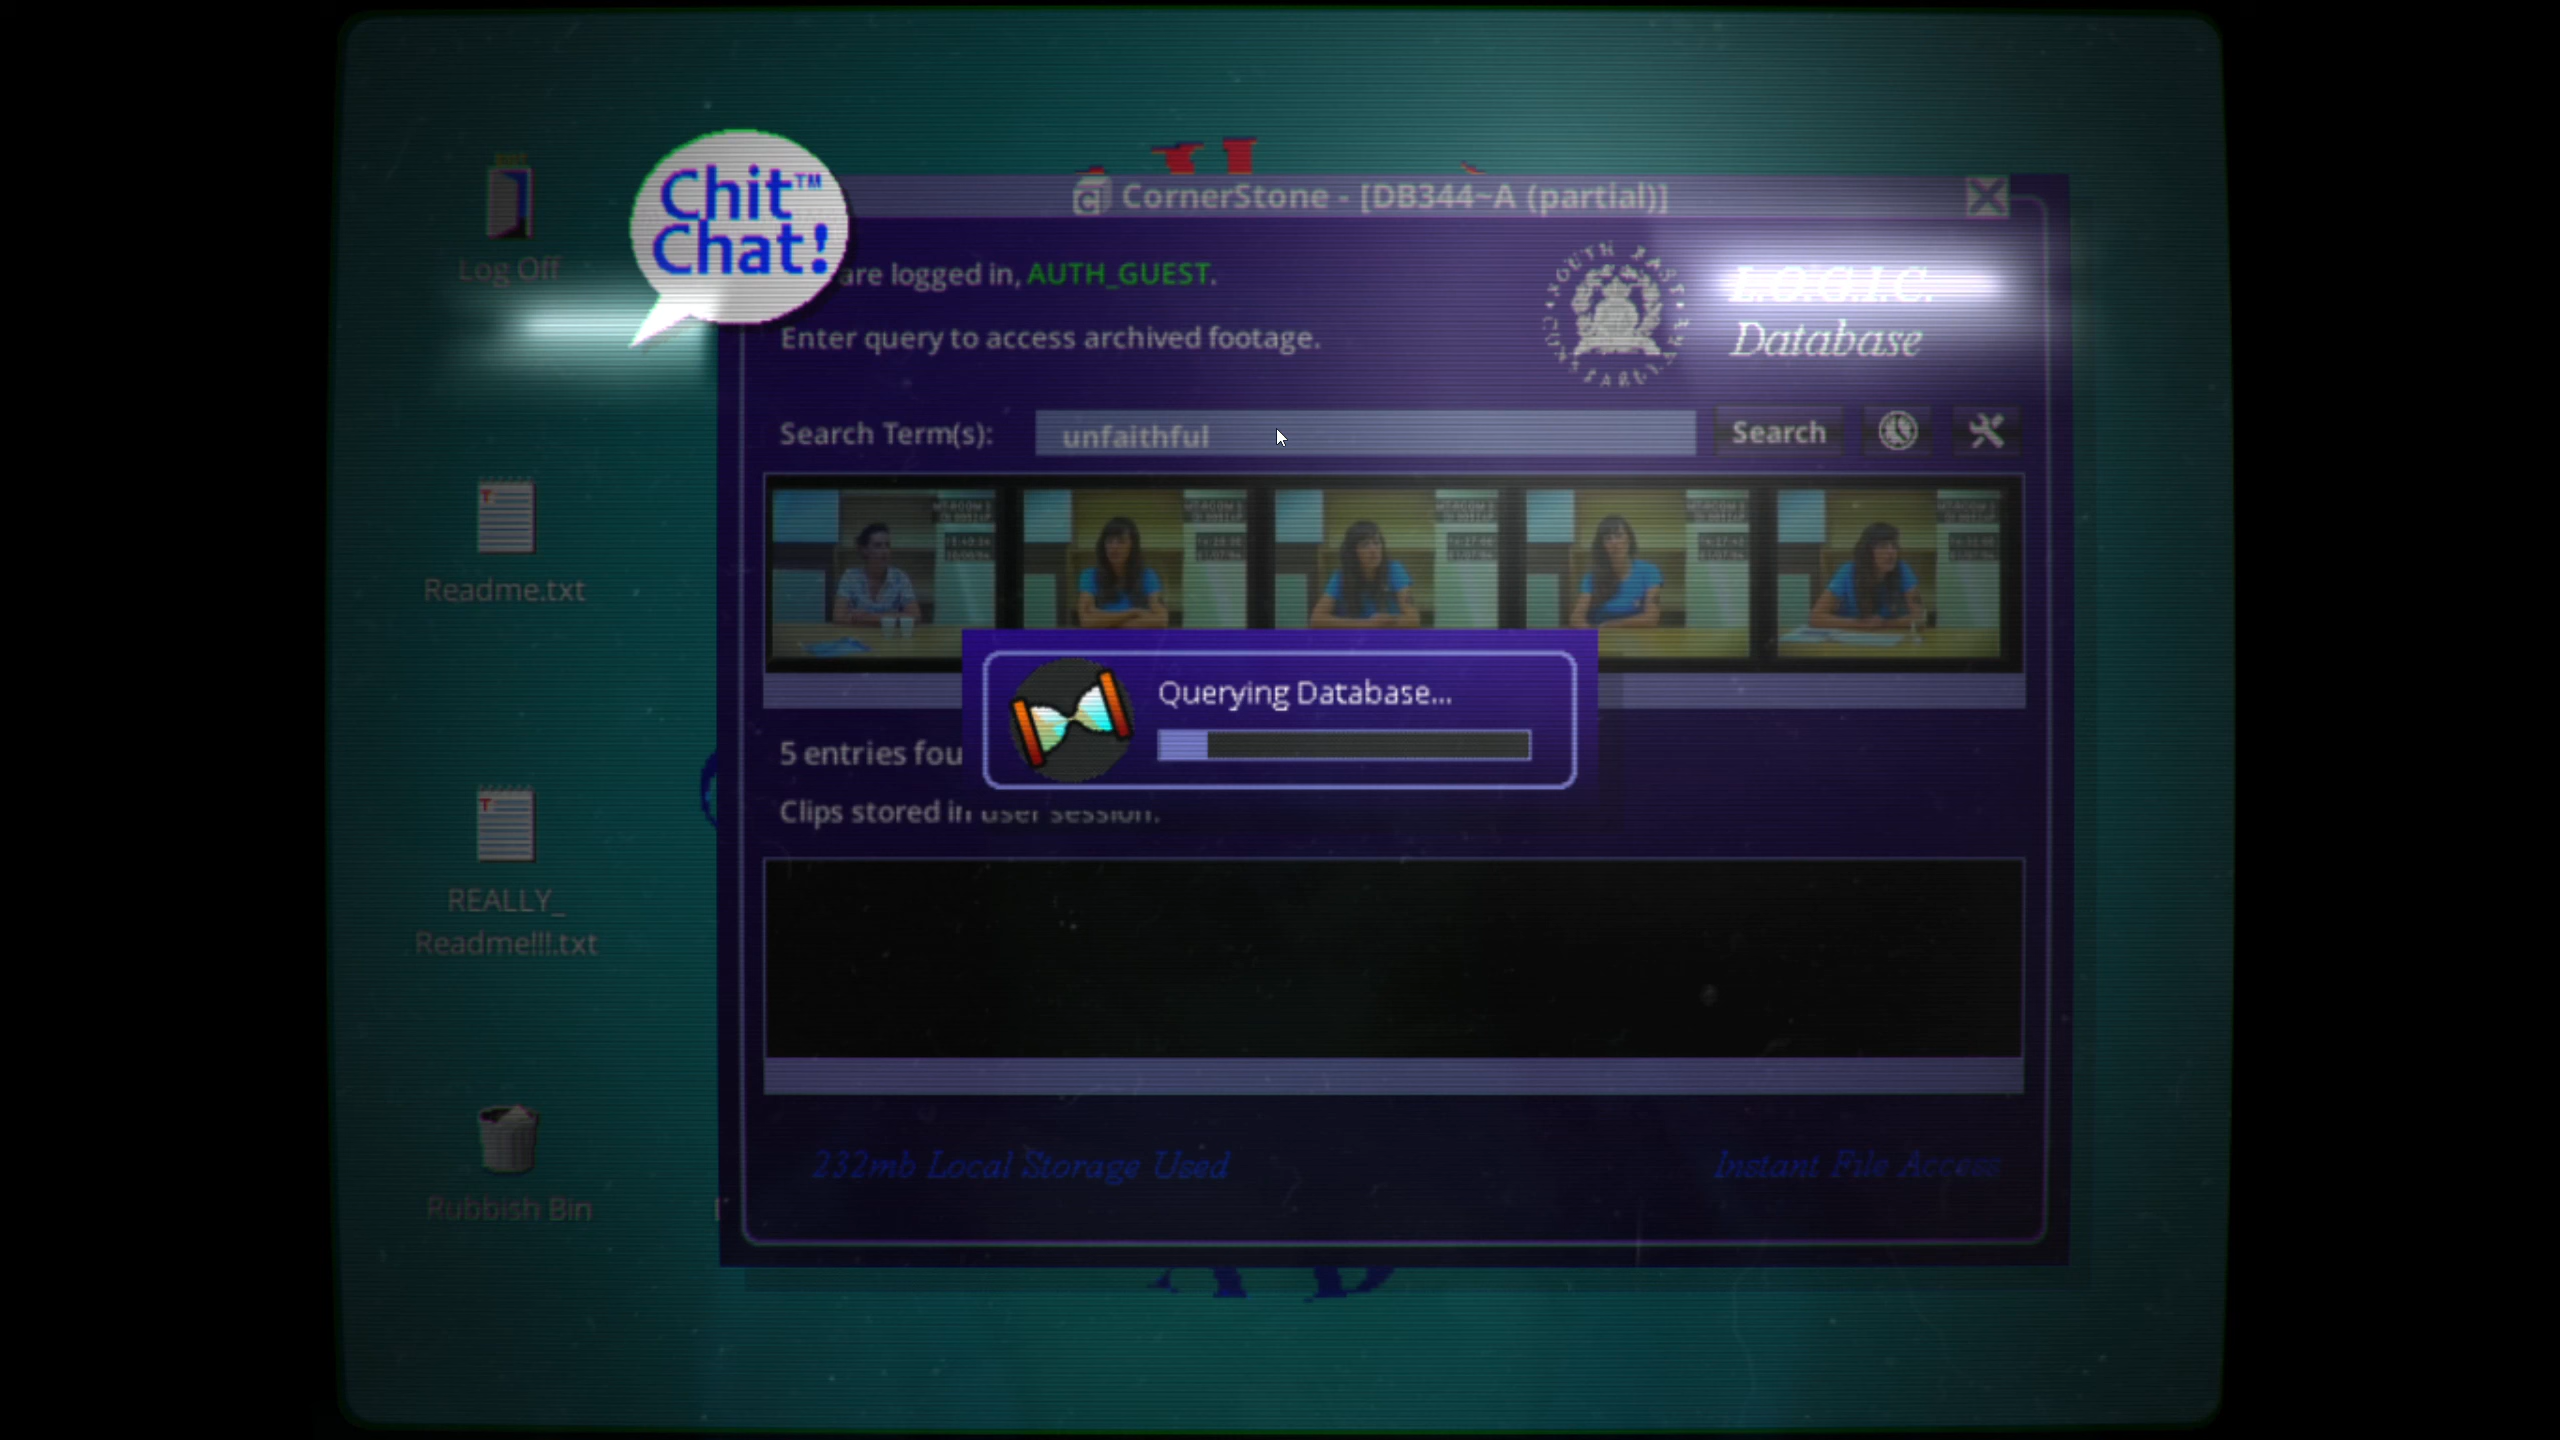 Chit™
Chat!
Log Off
Readme.txt
REALLY_
Readme!!!.txt
Rubbish Bin
CornerStone - [DB344~A (partial)]
are logged in, AUTH_GUEST.
Enter query to access archived footage.
L.O.G.I.C.
Database
Search Term(s):
unfaithful
Search
Querying Database...
5 entries fou
Clips stored in user session.
232mb Local Storage Used
Instant File Access